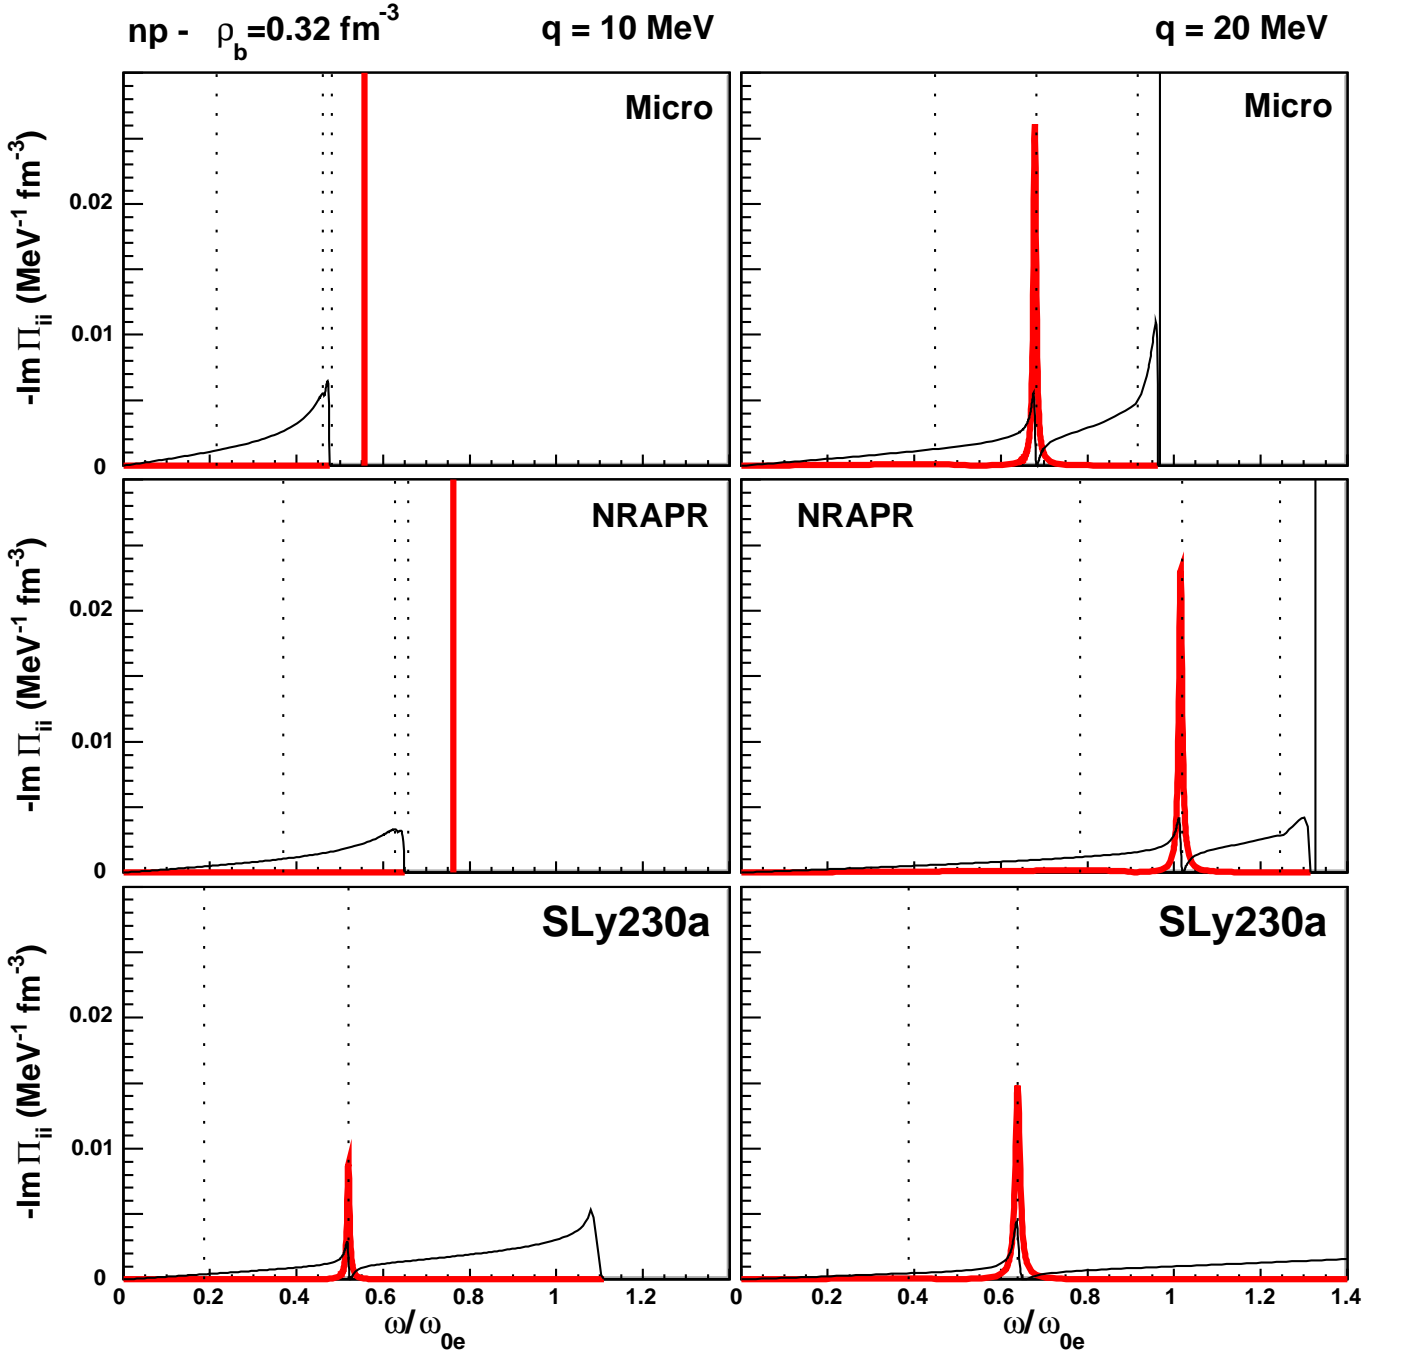 np - ρb=0.32 fm-3 q = 10 MeV q = 20 MeV
-Im Πii (MeV-1 fm-3)
0.02
0.01
0
Micro
Micro
-Im Πii (MeV-1 fm-3)
0.02
0.01
0
NRAPR
NRAPR
-Im Πii (MeV-1 fm-3)
0.02
0.01
0
SLy230a
SLy230a
0 0.2 0.4 0.6 0.8 1 1.2
0 0.2 0.4 0.6 0.8 1 1.2 1.4
ω/ω0e
ω/ω0e